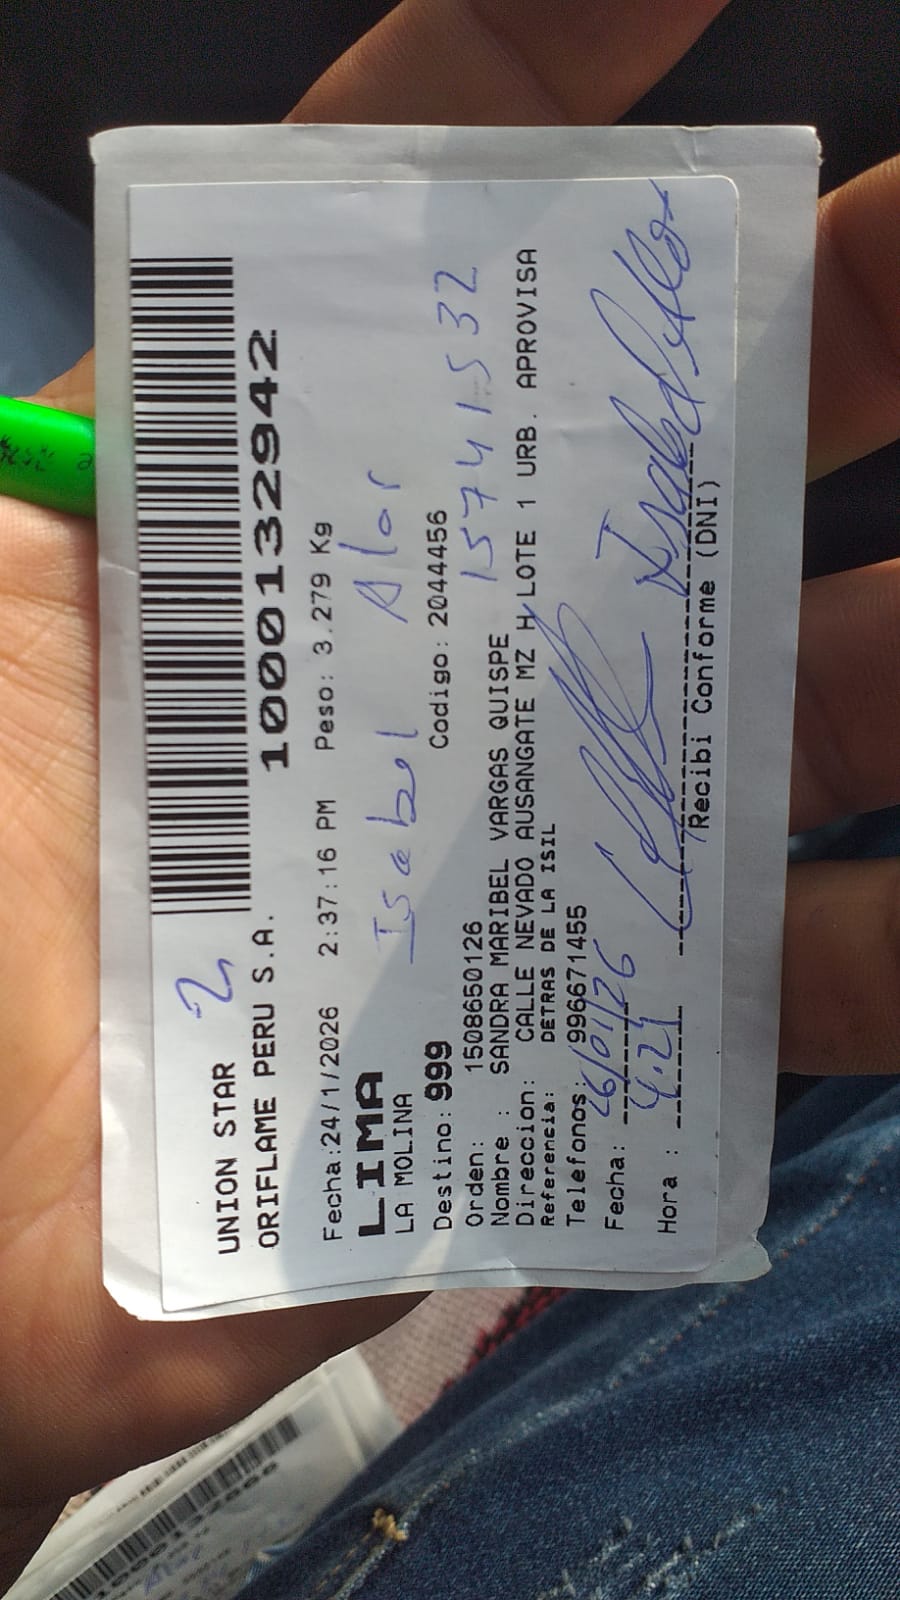 2
UNION STAR
ORIFLAME PERU S.A. 1000132942
Fecha:24/1/2026 2:37:16 PM Peso: 3.279 Kg
LIMA
Isabel Alor
LA MOLINA
Destino: 999 Codigo: 2044456
15741532
Orden: 1508650126
Nombre : SANDRA MARIBEL VARGAS QUISPE
Direccion: CALLE NEVADO AUSANGATE MZ H LOTE 1 URB. APROVISA
Referencia: DETRAS DE LA ISIL
Telefonos: 996671455
Fecha: 26/01/26
Hora : 4:21
Recibi Conforme (DNI)